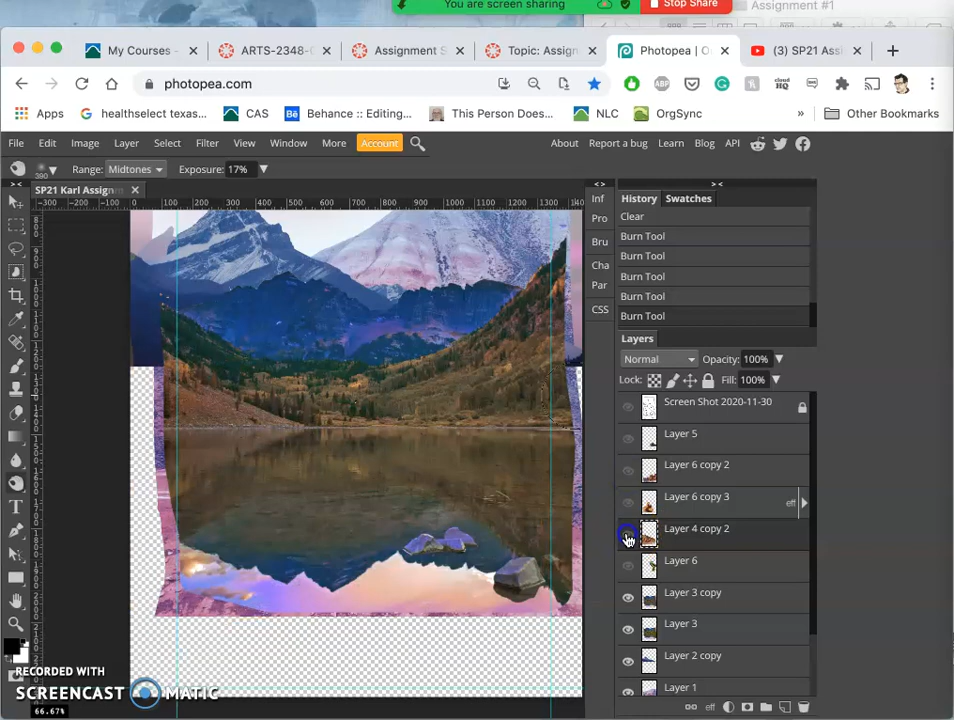 You are screen sharing
Stop Share
Assignment #1
My Courses -
ARTS-2348-
Assignment S
Topic: Assign
Photopea | O
(3) SP21 Assi
photopea.com
ABP
cloud HQ
Apps
healthselect texas...
CAS
Behance :: Editing...
This Person Does...
NLC
OrgSync
»
Other Bookmarks
File Edit Image Layer Select Filter View Window More Account
About Report a bug Learn Blog API
Range: Midtones Exposure: 17%
SP21 Karl Assign
Inf
Pro
Bru
Cha
Par
CSS
History Swatches
Clear
Burn Tool
Burn Tool
Burn Tool
Burn Tool
Burn Tool
Layers
Normal Opacity: 100%
Lock: Fill: 100%
Screen Shot 2020-11-30
Layer 5
Layer 6 copy 2
Layer 6 copy 3 eff
Layer 4 copy 2
Layer 6
Layer 3 copy
Layer 3
Layer 2 copy
Layer 1
eff
RECORDED WITH
SCREENCAST MATIC
66.67%